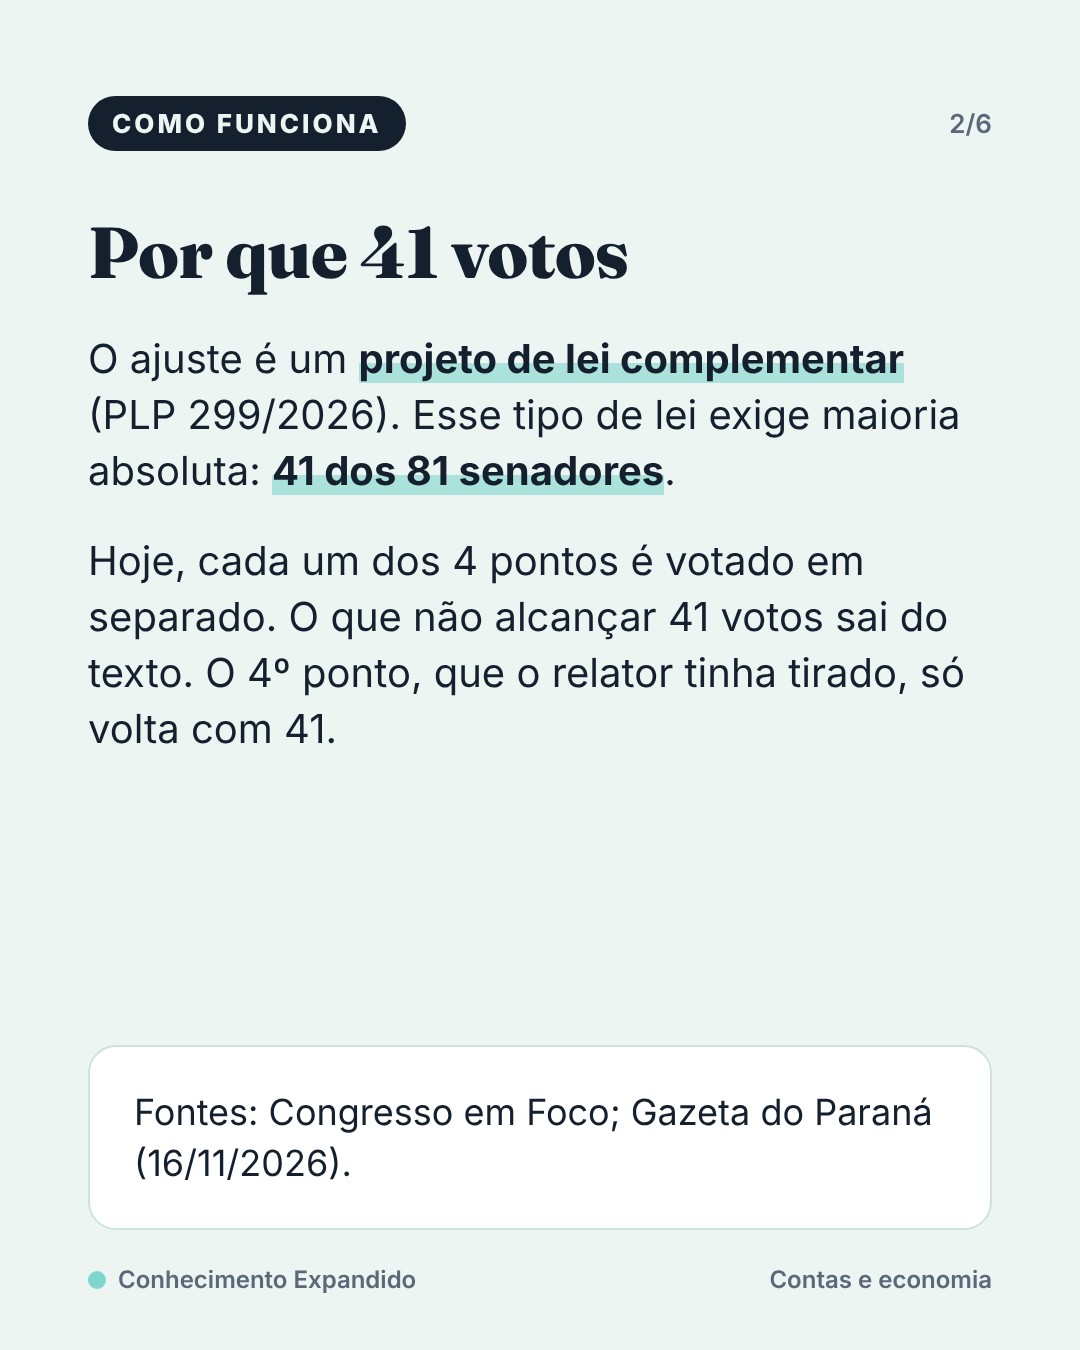 COMO FUNCIONA
2/6
Por que 41 votos
O ajuste é um projeto de lei complementar
(PLP 299/2026). Esse tipo de lei exige maioria
absoluta: 41 dos 81 senadores.
Hoje, cada um dos 4 pontos é votado em
separado. O que não alcançar 41 votos sai do
texto. O 4º ponto, que o relator tinha tirado, só
volta com 41.
Fontes: Congresso em Foco; Gazeta do Paraná
(16/11/2026).
Conhecimento Expandido
Contas e economia